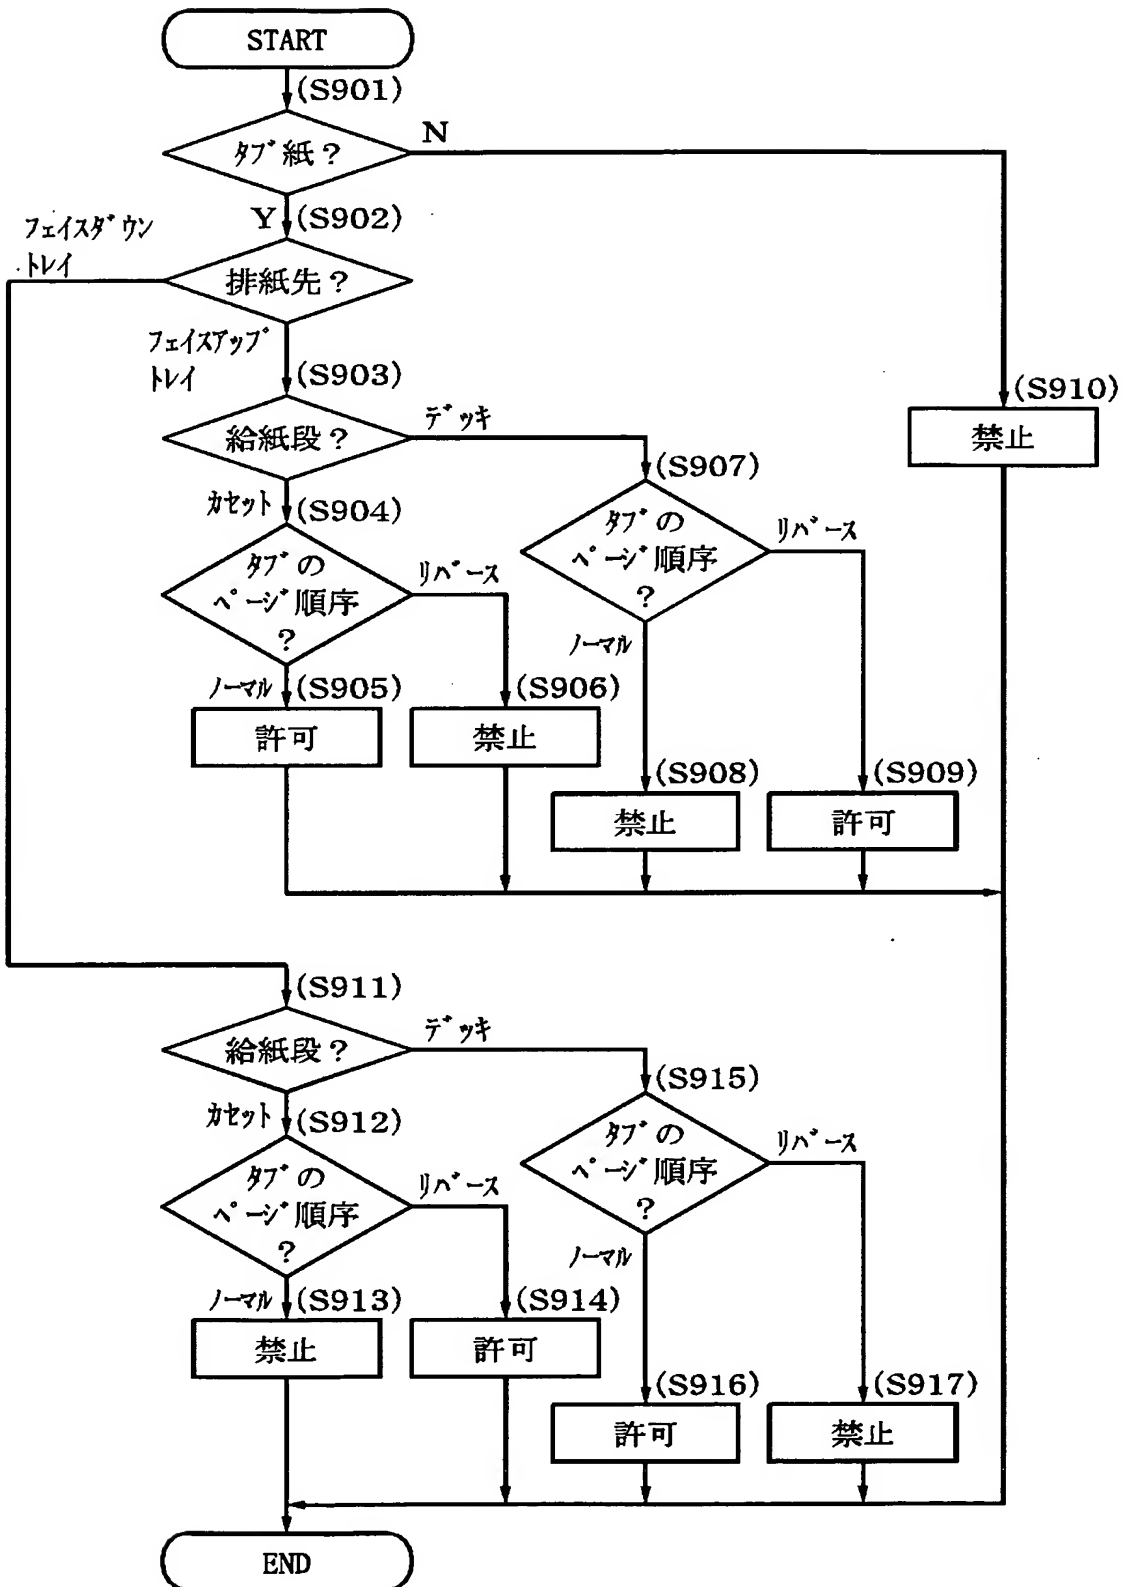 START
(S901)
タブ紙？
N
Y
(S902)
フェイスダウン
トレイ
排紙先？
フェイスアップ
トレイ
(S903)
(S910)
給紙段？
デッキ
禁止
(S907)
カセット
(S904)
タブの
ページ順序
？
リバース
タブの
ページ順序
？
リバース
ノーマル
ノーマル
(S905)
(S906)
許可
禁止
(S908)
(S909)
禁止
許可
(S911)
給紙段？
デッキ
(S915)
カセット
(S912)
タブの
ページ順序
？
リバース
タブの
ページ順序
？
リバース
ノーマル
ノーマル
(S913)
(S914)
禁止
許可
(S916)
(S917)
許可
禁止
END